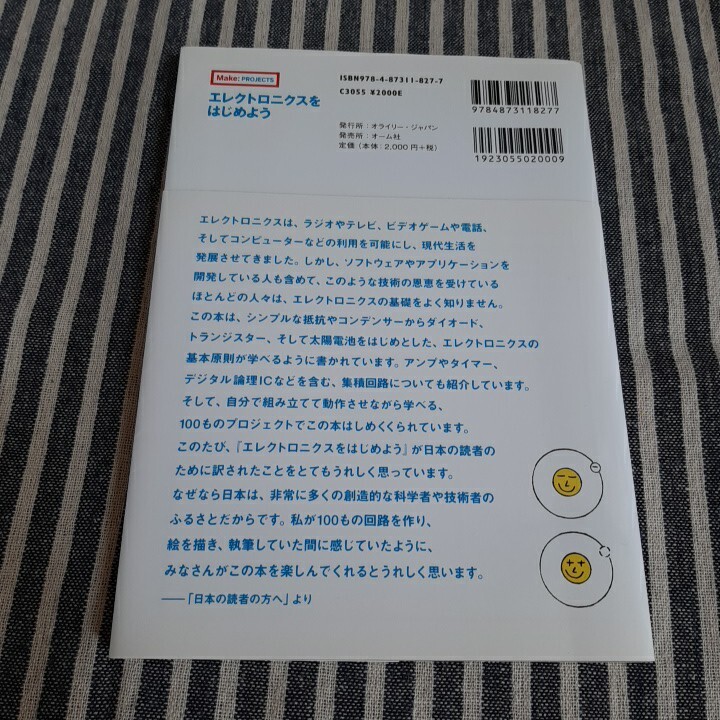 Make: PROJECTS
エレクトロニクスを
はじめよう
ISBN978-4-87311-827-7
C3055 ¥2000E
発行所：オライリー・ジャパン
発売所：オーム社
定価（本体：2,000円+税）
9784873118277
1923055020009
エレクトロニクスは、ラジオやテレビ、ビデオゲームや電話、
そしてコンピューターなどの利用を可能にし、現代生活を
発展させてきました。しかし、ソフトウェアやアプリケーションを
開発している人も含めて、このような技術の恩恵を受けている
ほとんどの人々は、エレクトロニクスの基礎をよく知りません。
この本は、シンプルな抵抗やコンデンサーからダイオード、
トランジスター、そして太陽電池をはじめとした、エレクトロニクスの
基本原則が学べるように書かれています。アンプやタイマー、
デジタル論理ICなどを含む、集積回路についても紹介しています。
そして、自分で組み立てて動作させながら学べる、
100ものプロジェクトでこの本はしめくくられています。
このたび、『エレクトロニクスをはじめよう』が日本の読者の
ために訳されたことをとてもうれしく思っています。
なぜなら日本は、非常に多くの創造的な科学者や技術者の
ふるさとだからです。私が100もの回路を作り、
絵を描き、執筆していた間に感じていたように、
みなさんがこの本を楽しんでくれるとうれしく思います。
——「日本の読者の方へ」より